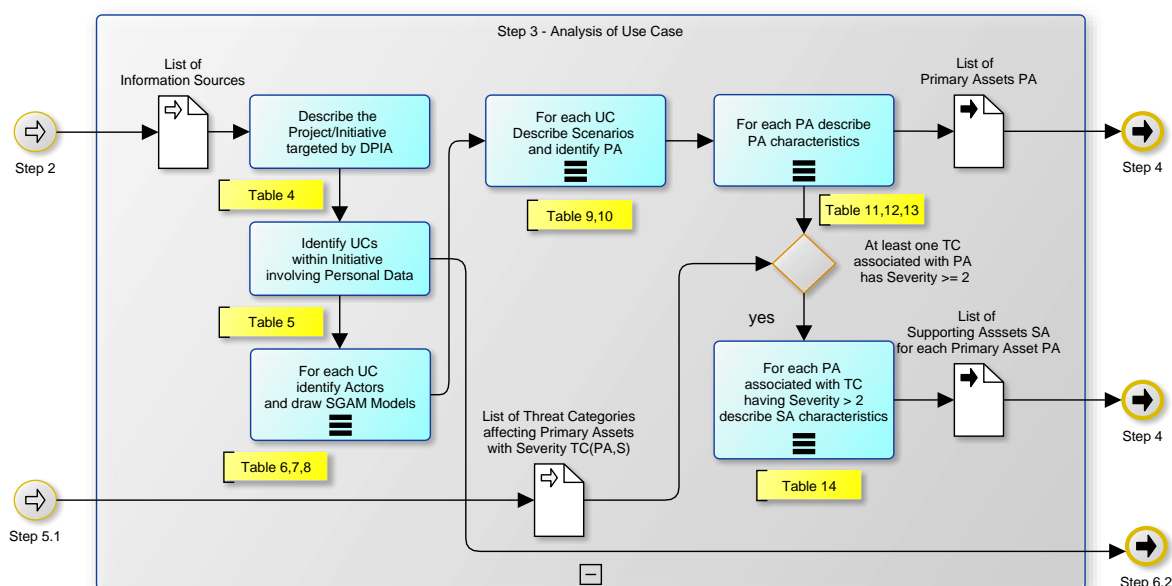 Step 3 - Analysis of Use Case
List of
Information Sources
List of
Primary Assets PA
Describe the
Project/Initiative
targeted by DPIA
For each UC
Describe Scenarios
and identify PA
For each PA describe
PA characteristics
Step 2
Step 4
Table 4
Table 9,10
Table 11,12,13
Identify UCs
within Initiative
involving Personal Data
At least one TC
associated with PA
has Severity >= 2
Table 5
yes
List of
Supporting Asssets SA
for each Primary Asset PA
For each UC
identify Actors
and draw SGAM Models
For each PA
associated with TC
having Severity > 2
describe SA characteristics
List of Threat Categories
affecting Primary Assets
with Severity TC(PA,S)
Step 4
Table 6,7,8
Table 14
Step 5.1
Step 6.2